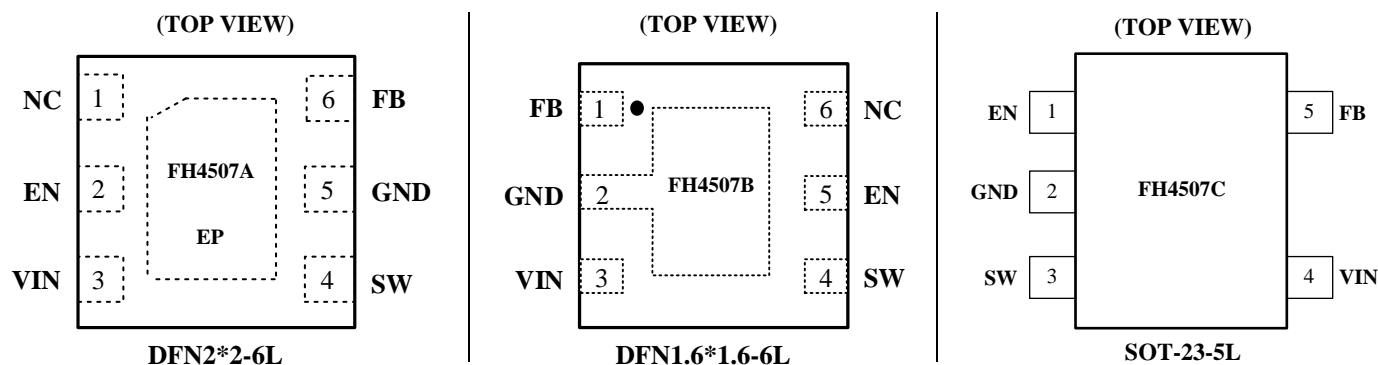 (TOP VIEW)
NC 1 6 FB
FH4507A
EN 2 5 GND
EP
VIN 3 4 SW
DFN2*2-6L
(TOP VIEW)
FB 1 6 NC
GND 2 FH4507B 5 EN
VIN 3 4 SW
DFN1.6*1.6-6L
(TOP VIEW)
EN 1 5 FB
GND 2 FH4507C
SW 3 4 VIN
SOT-23-5L